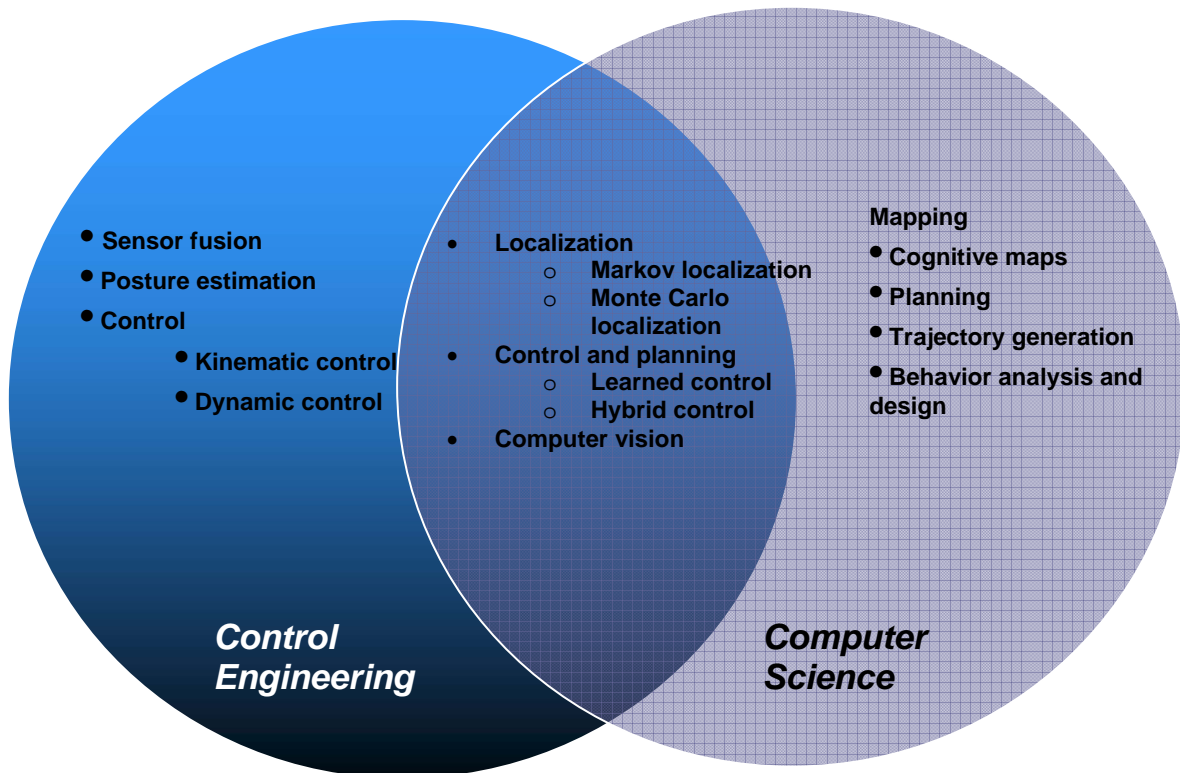 • Sensor fusion
• Posture estimation
• Control
• Kinematic control
• Dynamic control
• Localization
o Markov localization
o Monte Carlo
localization
• Control and planning
o Learned control
o Hybrid control
• Computer vision
Mapping
• Cognitive maps
• Planning
• Trajectory generation
• Behavior analysis and
design
Control
Engineering
Computer
Science